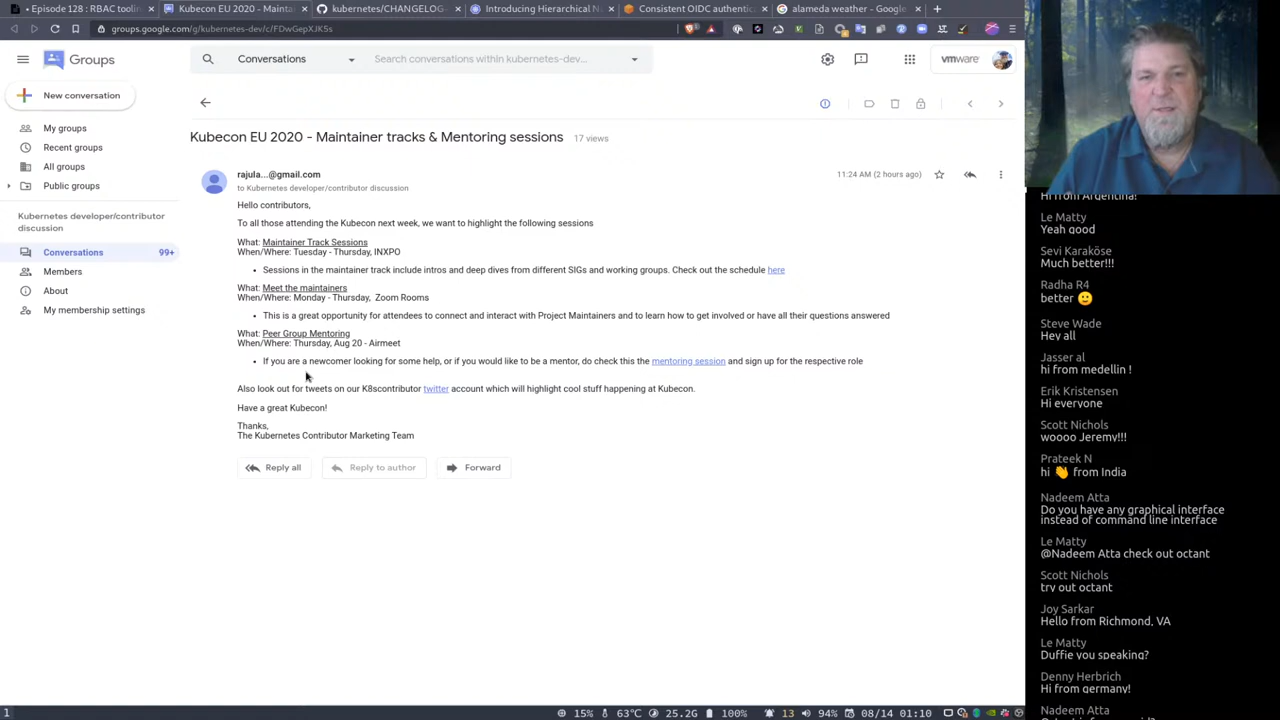 Episode 128 : RBAC toolin
Kubecon EU 2020 - Mainta
kubernetes/CHANGELOG-
Introducing Hierarchical N
Consistent OIDC authentic
alameda weather - Google
groups.google.com/g/kubernetes-dev/c/FDwGepXJK5s
Groups
Conversations
Search conversations within kubernetes-dev...
vmware
New conversation
My groups
Recent groups
All groups
Public groups
Kubernetes developer/contributor
discussion
Conversations 99+
Members
About
My membership settings
Kubecon EU 2020 - Maintainer tracks & Mentoring sessions 17 views
rajula...@gmail.com
11:24 AM (2 hours ago)
to Kubernetes developer/contributor discussion
Hello contributors,
To all those attending the Kubecon next week, we want to highlight the following sessions
What: Maintainer Track Sessions
When/Where: Tuesday - Thursday, INXPO
• Sessions in the maintainer track include intros and deep dives from different SIGs and working groups. Check out the schedule here
What: Meet the maintainers
When/Where: Monday - Thursday, Zoom Rooms
• This is a great opportunity for attendees to connect and interact with Project Maintainers and to learn how to get involved or have all their questions answered
What: Peer Group Mentoring
When/Where: Thursday, Aug 20 - Airmeet
• If you are a newcomer looking for some help, or if you would like to be a mentor, do check this the mentoring session and sign up for the respective role
Also look out for tweets on our K8scontributor twitter account which will highlight cool stuff happening at Kubecon.
Have a great Kubecon!
Thanks,
The Kubernetes Contributor Marketing Team
Reply all
Reply to author
Forward
Hi from Argentina!
Le Matty
Yeah good
Sevi Karaköse
Much better!!!
Radha R4
better 🙂
Steve Wade
Hey all
Jasser al
hi from medellin !
Erik Kristensen
Hi everyone
Scott Nichols
woooo Jeremy!!!
Prateek N
hi 👋 from India
Nadeem Atta
Do you have any graphical interface
instead of command line interface
Le Matty
@Nadeem Atta check out octant
Scott Nichols
try out octant
Joy Sarkar
Hello from Richmond, VA
Le Matty
Duffie you speaking?
Denny Herbrich
Hi from germany!
Nadeem Atta
1
15% 63°C 25.2G 100% 13 94% 08/14 01:10